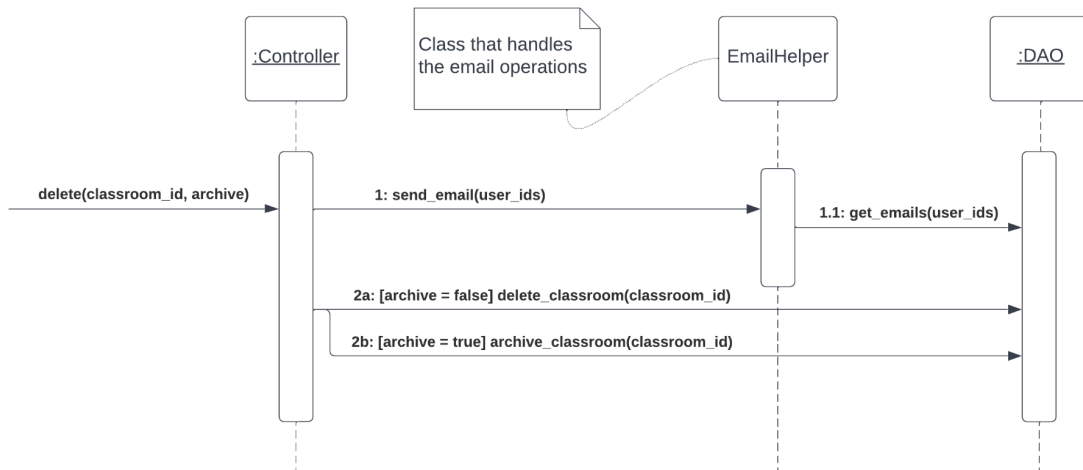 :Controller
Class that handles
the email operations
EmailHelper
:DAO
delete(classroom_id, archive)
1: send_email(user_ids)
1.1: get_emails(user_ids)
2a: [archive = false] delete_classroom(classroom_id)
2b: [archive = true] archive_classroom(classroom_id)